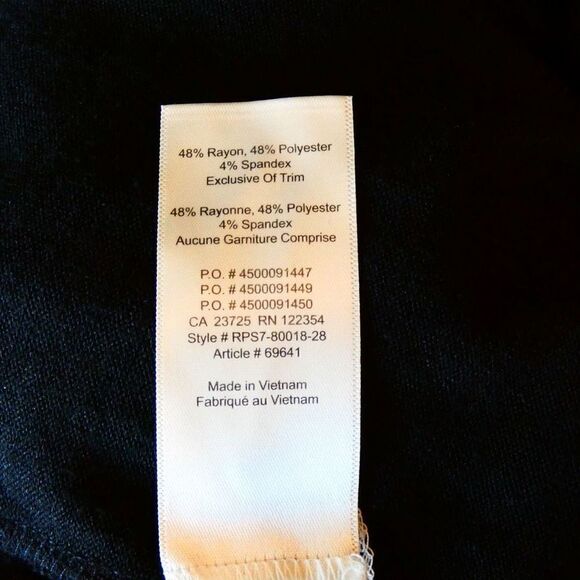 48% Rayon, 48% Polyester
4% Spandex
Exclusive Of Trim
48% Rayonne, 48% Polyester
4% Spandex
Aucune Garniture Comprise
P.O. # 4500091447
P.O. # 4500091449
P.O. # 4500091450
CA 23725 RN 122354
Style # RPS7-80018-28
Article # 69641
Made in Vietnam
Fabriqué au Vietnam